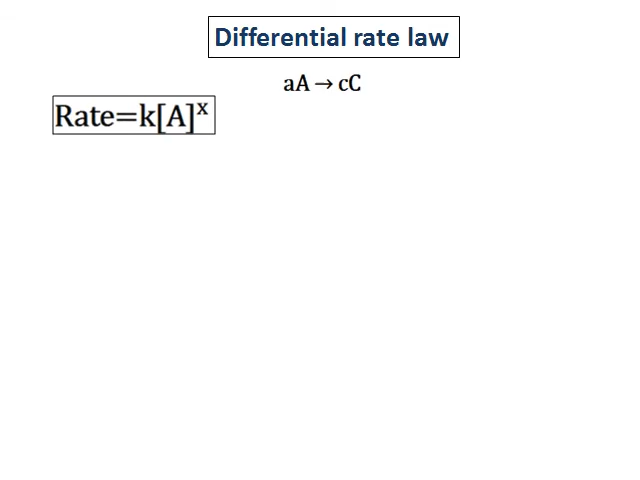 Differential rate law
aA → cC
Rate=k[A]ˣ